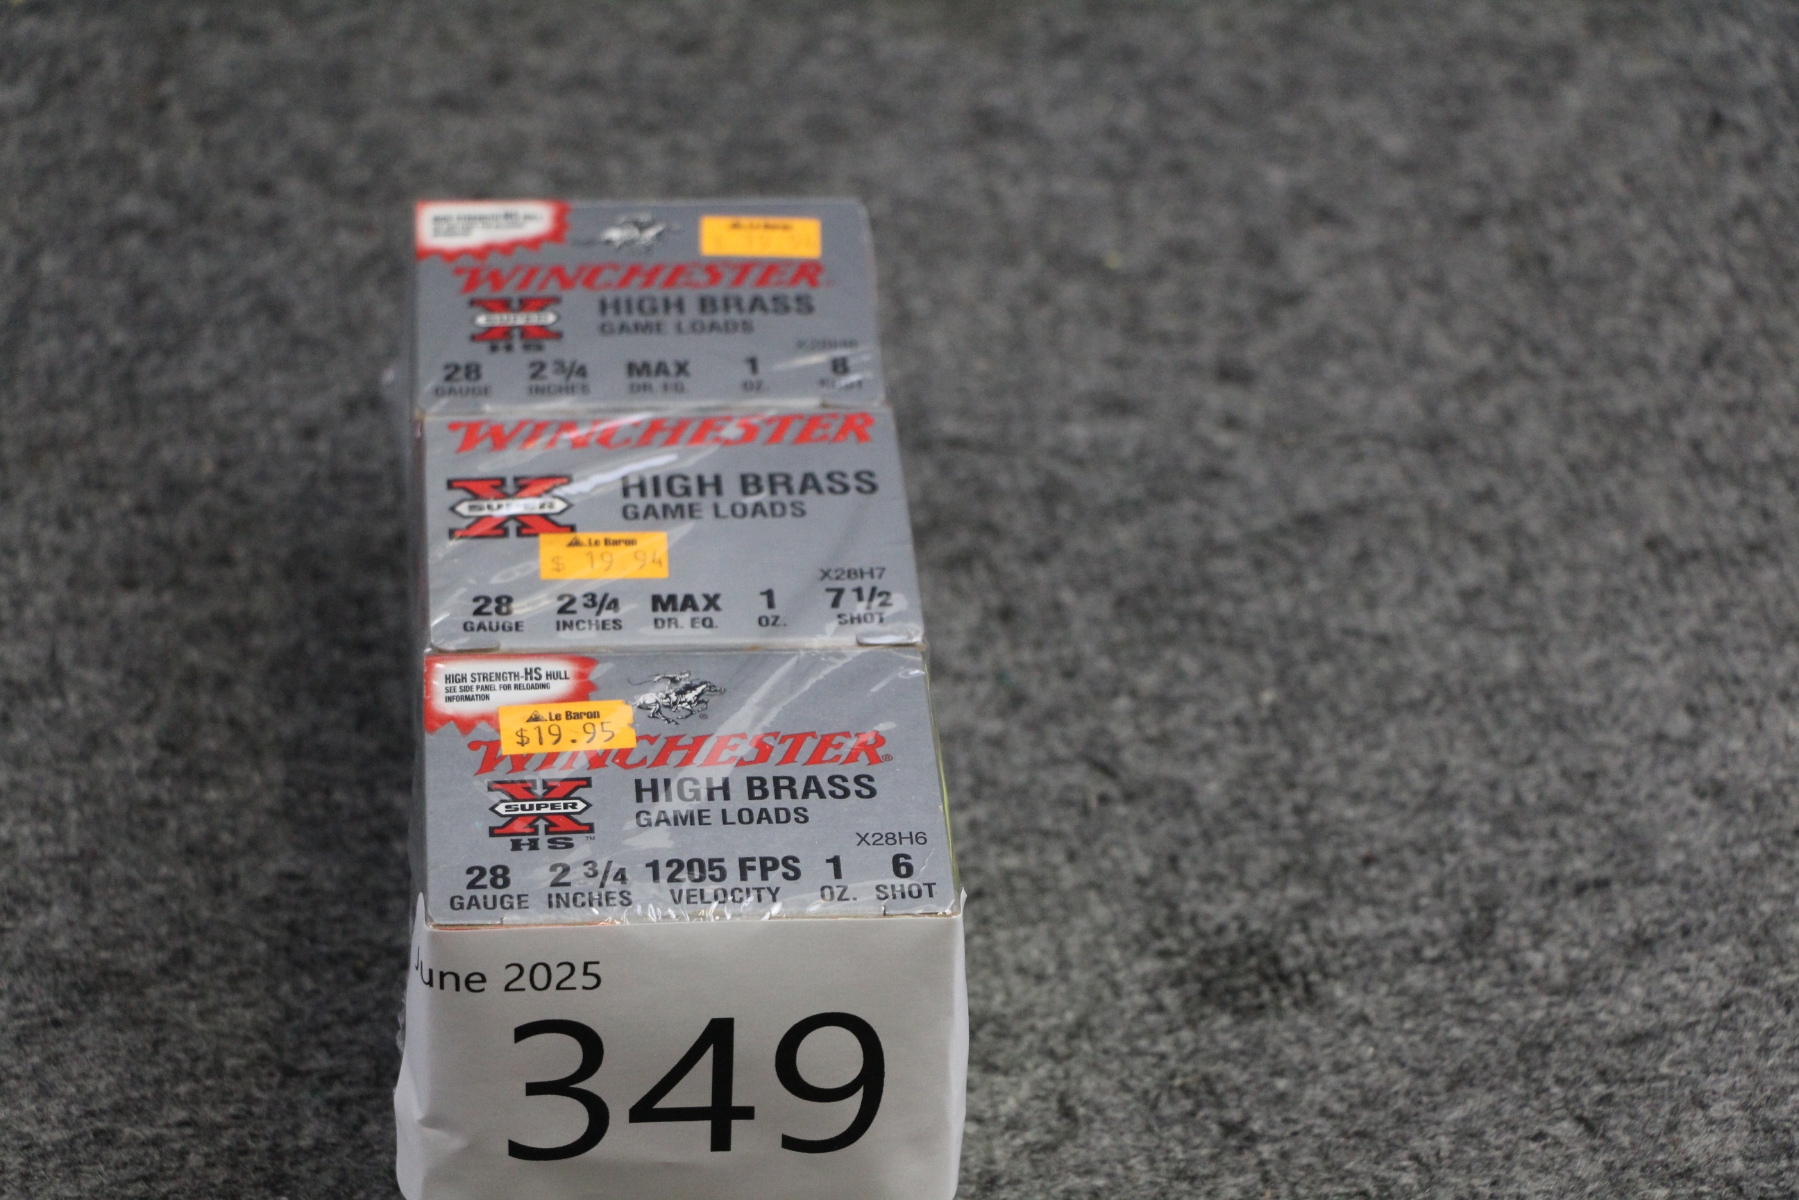 WINCHESTER
SUPER
X
HS
HIGH BRASS
GAME LOADS
28 2 3/4 MAX 1 8
GAUGE INCHES DR. EQ. OZ. SHOT
WINCHESTER
SUPER
X
HIGH BRASS
GAME LOADS
Le Baron
$ 19.94
X28H7
28 2 3/4 MAX 1 7 1/2
GAUGE INCHES DR. EQ. OZ. SHOT
HIGH STRENGTH-HS HULL
SEE SIDE PANEL FOR RELOADING
INFORMATION
Le Baron
$19.95
WINCHESTER®
SUPER
X
HS™
HIGH BRASS
GAME LOADS
X28H6
28 2 3/4 1205 FPS 1 6
GAUGE INCHES VELOCITY OZ. SHOT
June 2025
349